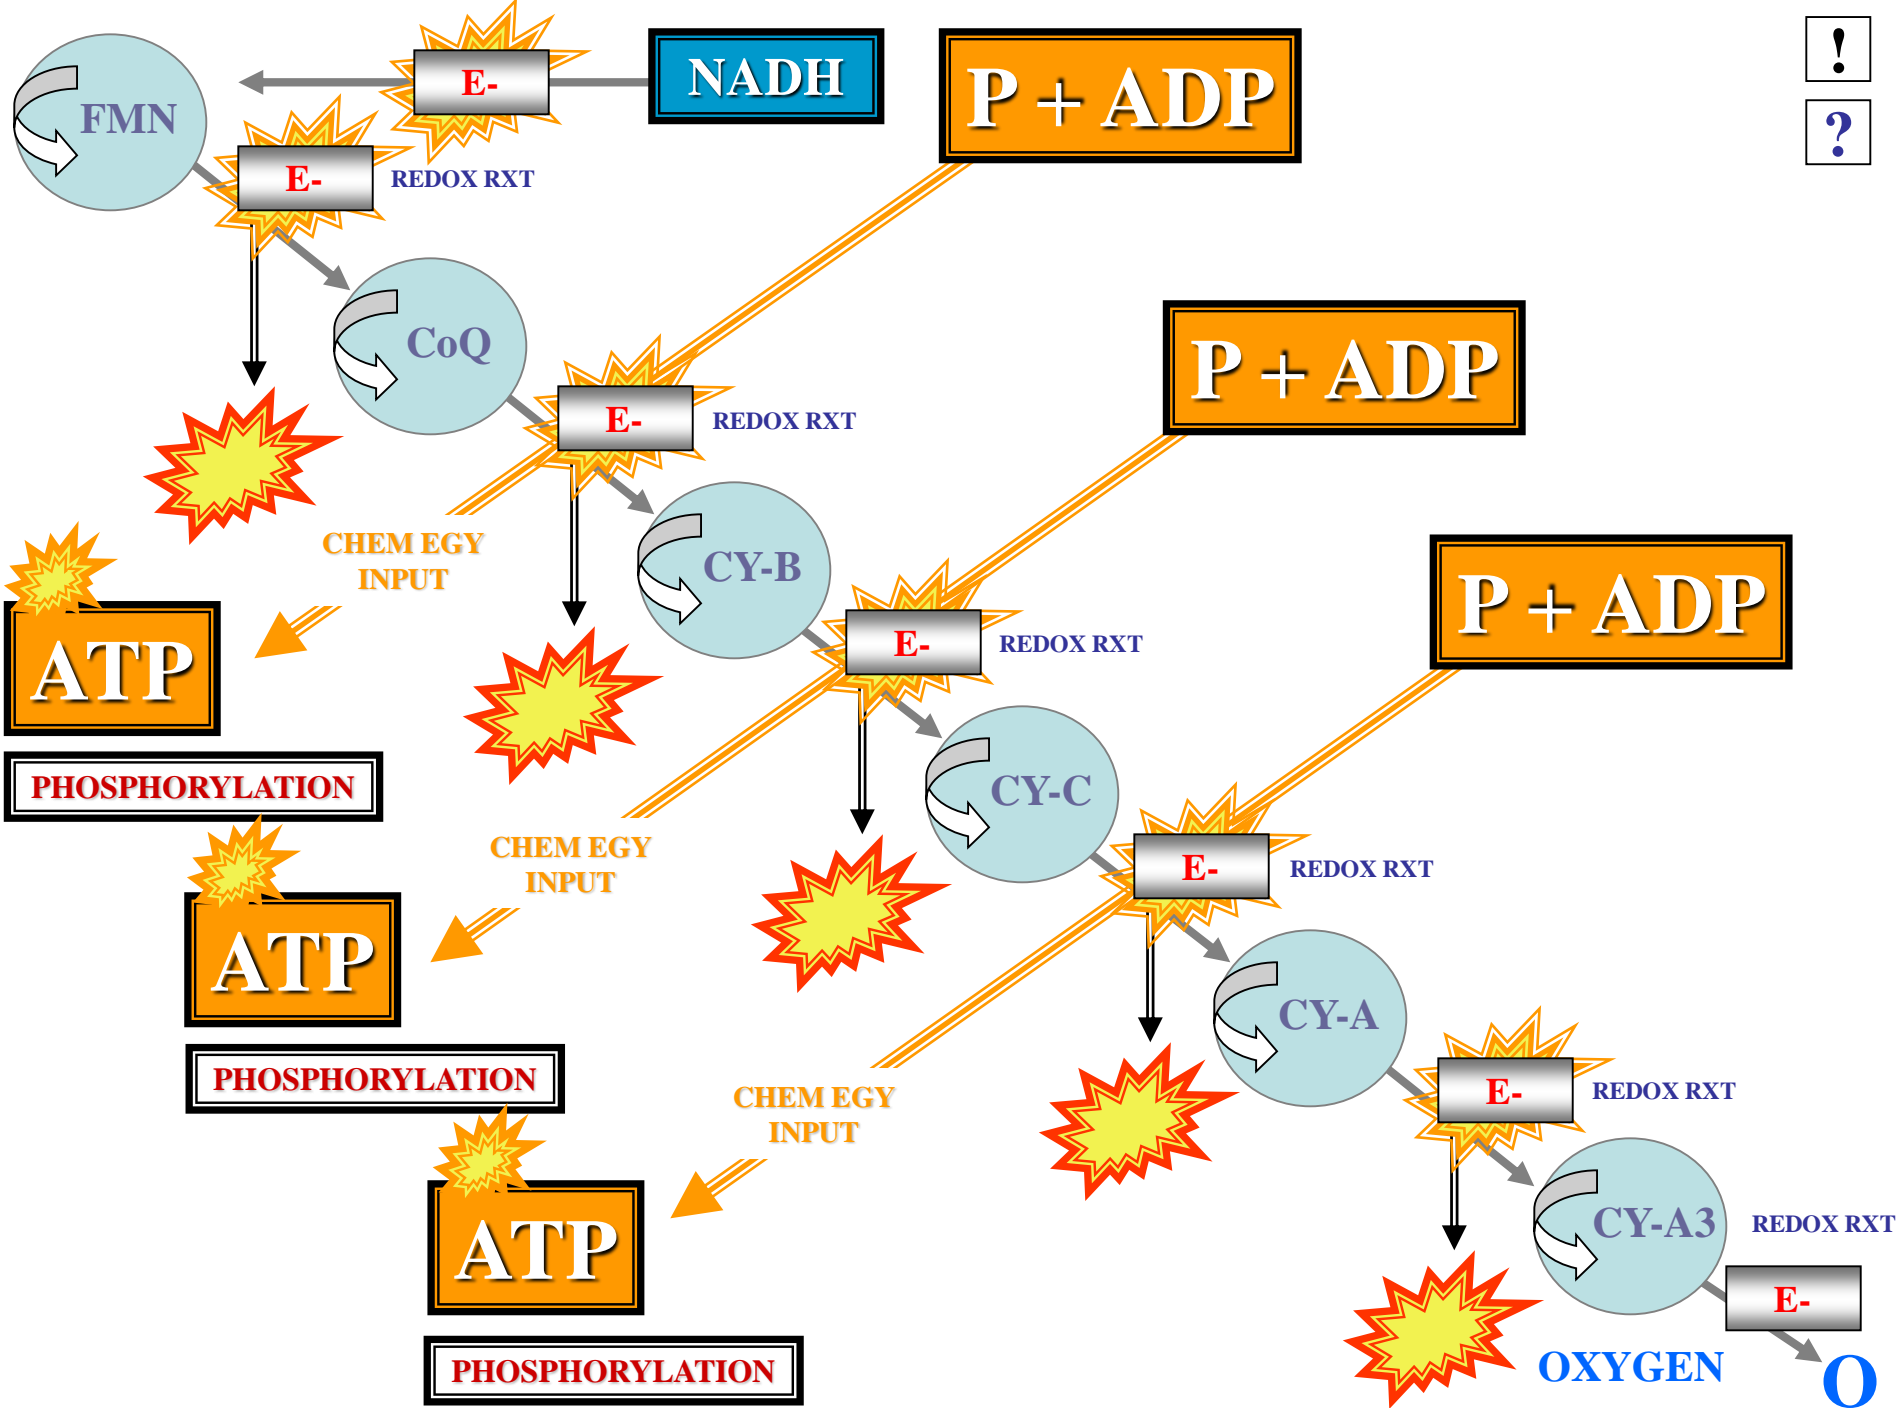 NADH
P + ADP
!
E-
FMN
?
E-
REDOX RXT
CoQ
P + ADP
E-
REDOX RXT
CHEM EGY
INPUT
CY-B
P + ADP
E-
REDOX RXT
ATP
PHOSPHORYLATION
CHEM EGY
INPUT
CY-C
E-
REDOX RXT
ATP
PHOSPHORYLATION
CHEM EGY
INPUT
CY-A
E-
REDOX RXT
ATP
PHOSPHORYLATION
CY-A3
REDOX RXT
E-
OXYGEN
O